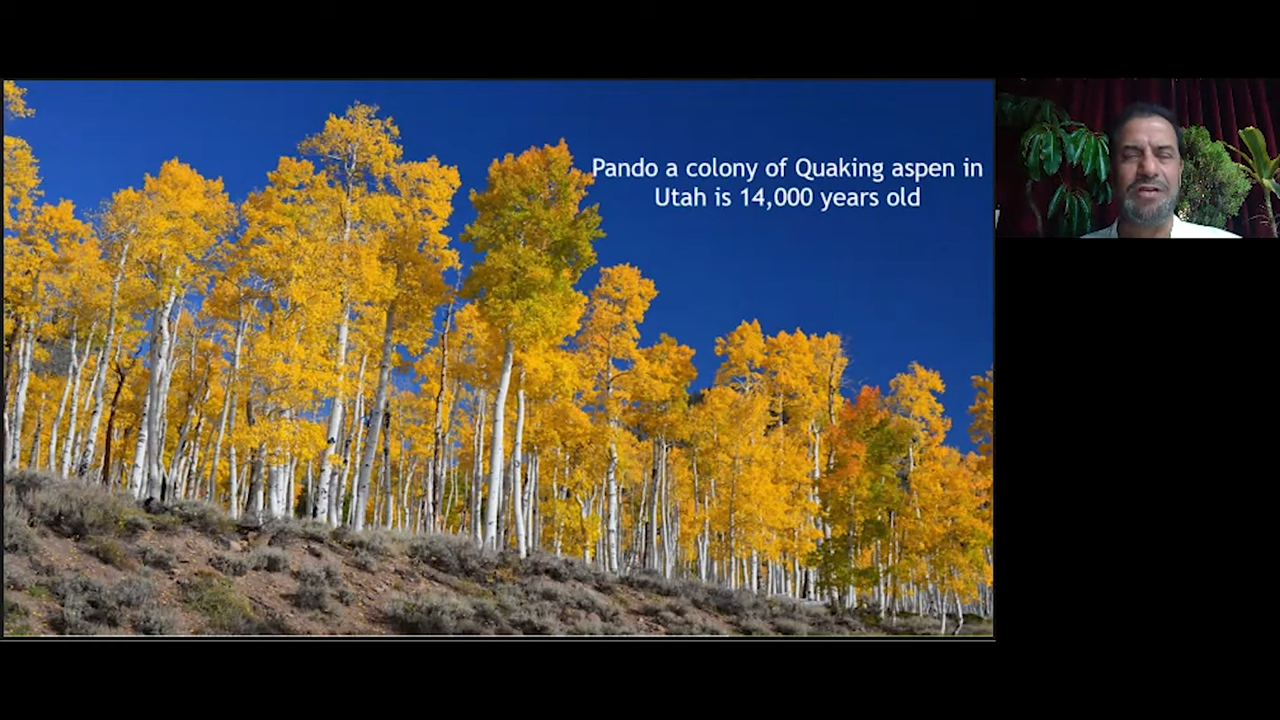 Pando a colony of Quaking aspen in
Utah is 14,000 years old